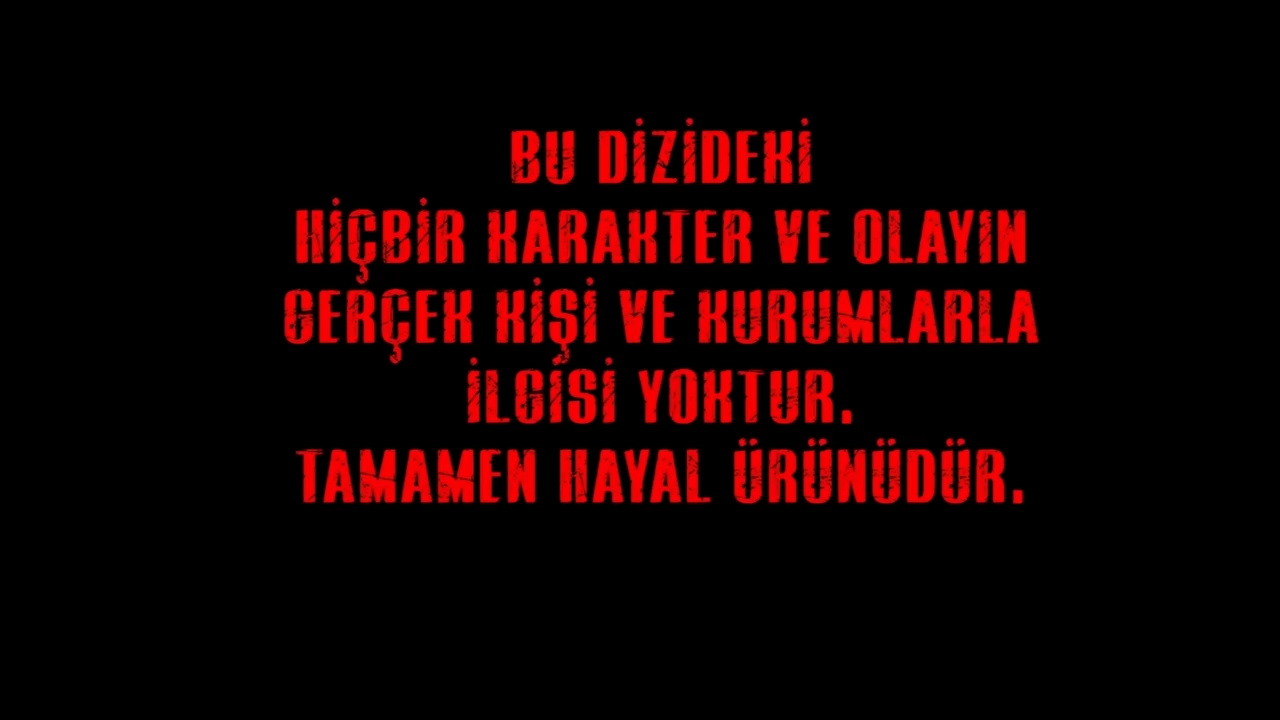 BU DİZİDEKİ
HİÇBİR KARAKTER VE OLAYIN
GERÇEK KİŞİ VE KURUMLARLA
İLGİSİ YOKTUR.
TAMAMEN HAYAL ÜRÜNÜDÜR.